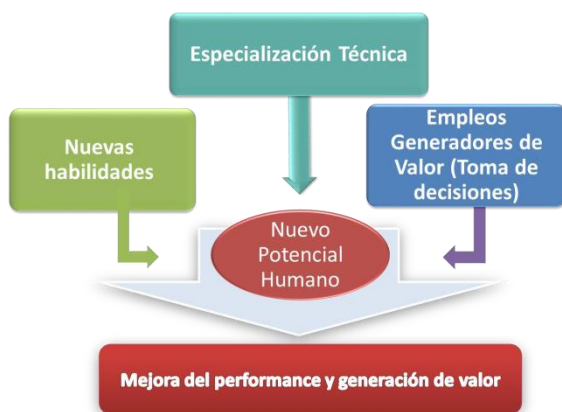 Especialización Técnica
Nuevas
habilidades
Empleos
Generadores de
Valor (Toma de
decisiones)
Nuevo
Potencial
Humano
Mejora del performance y generación de valor